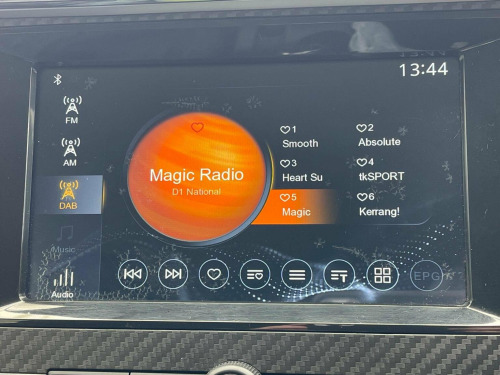 13:44
FM
AM
DAB
Music
Audio
Magic Radio
D1 National
1
Smooth
2
Absolute
3
Heart Su
4
tkSPORT
5
Magic
6
Kerrang!
EPG